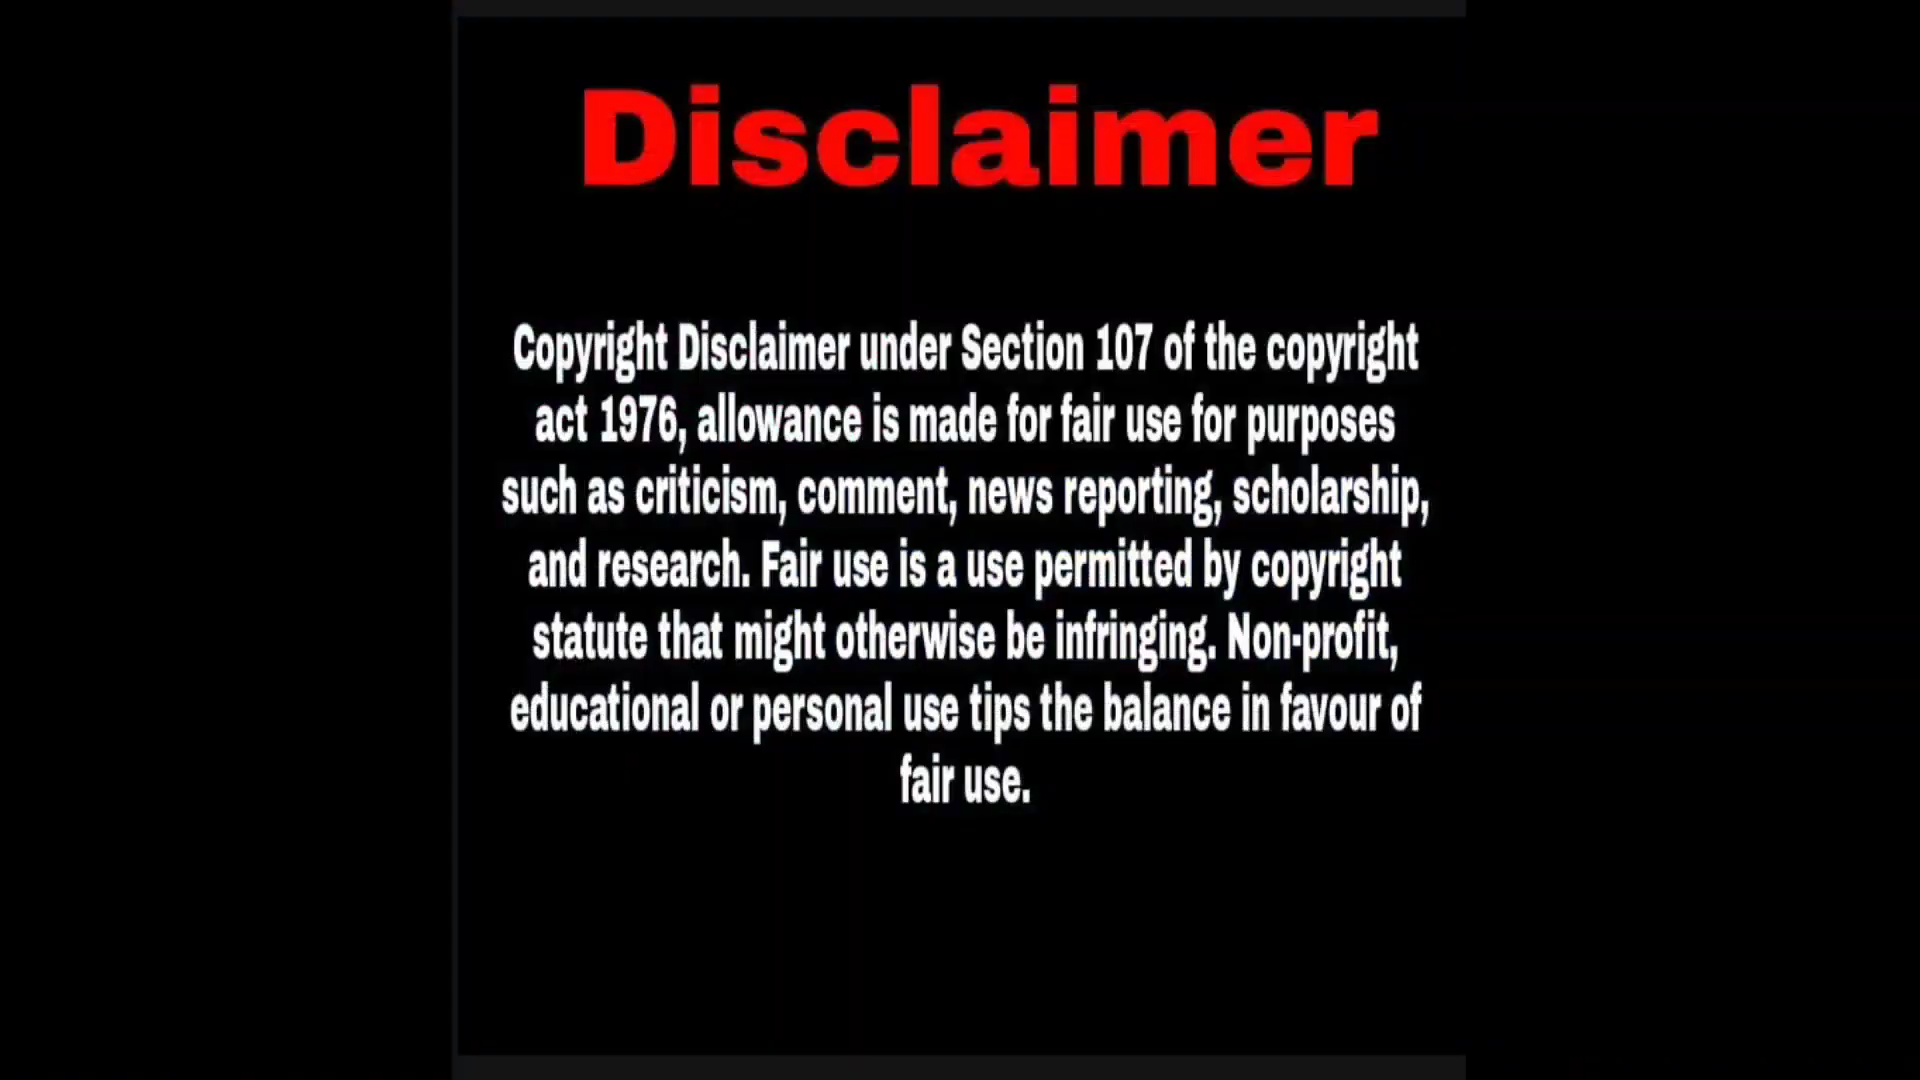 Disclaimer
Copyright Disclaimer under Section 107 of the copyright
act 1976, allowance is made for fair use for purposes
such as criticism, comment, news reporting, scholarship,
and research. Fair use is a use permitted by copyright
statute that might otherwise be infringing. Non-profit,
educational or personal use tips the balance in favour of
fair use.